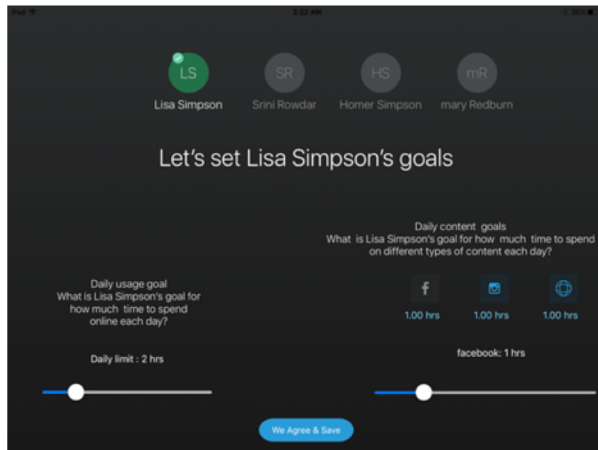 iPad
2:22 AM
36%
LS
SR
HS
mR
Lisa Simpson
Srini Rowdar
Homer Simpson
mary Redburn
Let's set Lisa Simpson's goals
Daily content goals
What is Lisa Simpson's goal for how much time to spend
on different types of content each day?
Daily usage goal
What is Lisa Simpson's goal for
how much time to spend
online each day?
1.00 hrs
1.00 hrs
1.00 hrs
Daily limit : 2 hrs
facebook: 1 hrs
We Agree & Save